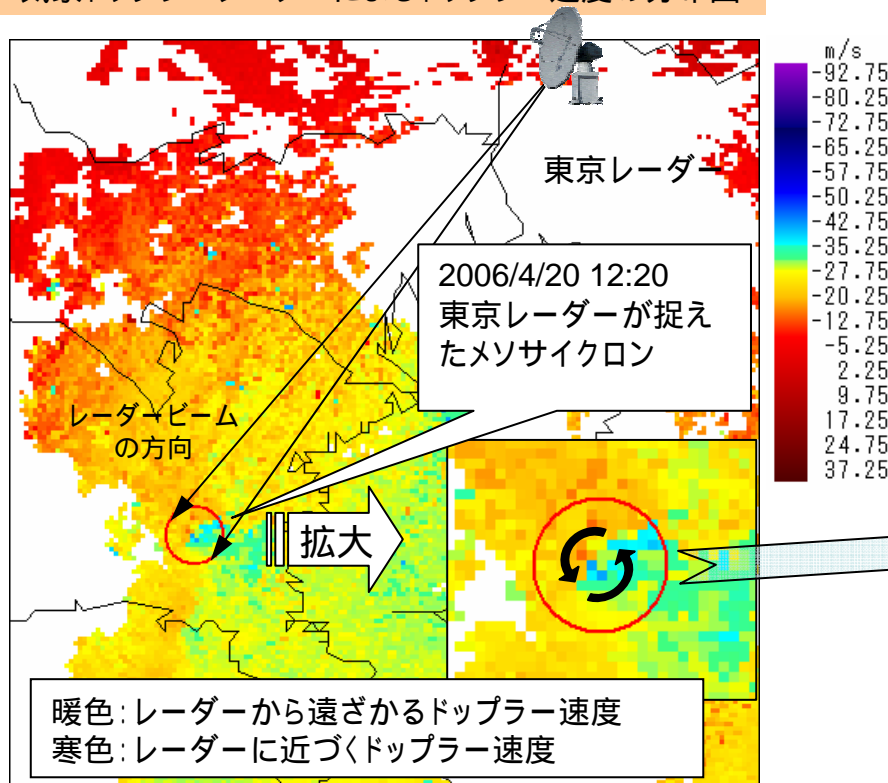 ドップラー
による
ドップラー速度の分布図
東京レーダー
2006/4/20 12:20
東京レーダーが捉え
たメソサイクロン
レーダービーム
の方向
拡大
暖色:レーダーから遠ざかるドップラー速度
寒色:レーダーに近づくドップラー速度
m/s
-92.75
-80.25
-72.75
-65.25
-57.75
-50.25
-42.75
-35.25
-27.75
-20.25
-12.75
-5.25
2.25
9.75
17.25
24.75
37.25